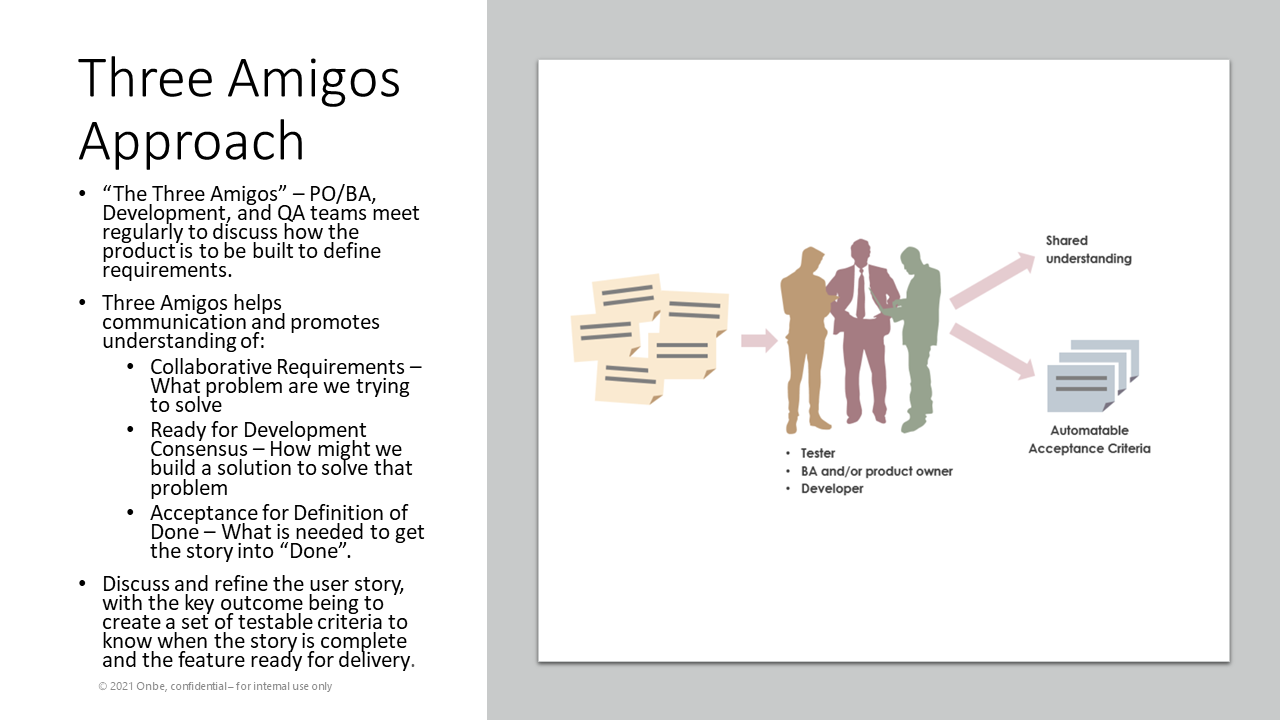 Three Amigos
Approach
• “The Three Amigos” – PO/BA,
Development, and QA teams meet
regularly to discuss how the
product is to be built to define
requirements.
• Three Amigos helps
communication and promotes
understanding of:
• Collaborative Requirements –
What problem are we trying
to solve
• Ready for Development
Consensus – How might we
build a solution to solve that
problem
• Acceptance for Definition of
Done – What is needed to get
the story into “Done”.
• Discuss and refine the user story,
with the key outcome being to
create a set of testable criteria to
know when the story is complete
and the feature ready for delivery.
© 2021 Onbe, confidential – for internal use only
Shared
understanding
• Tester
• BA and/or product owner
• Developer
Automatable
Acceptance Criteria